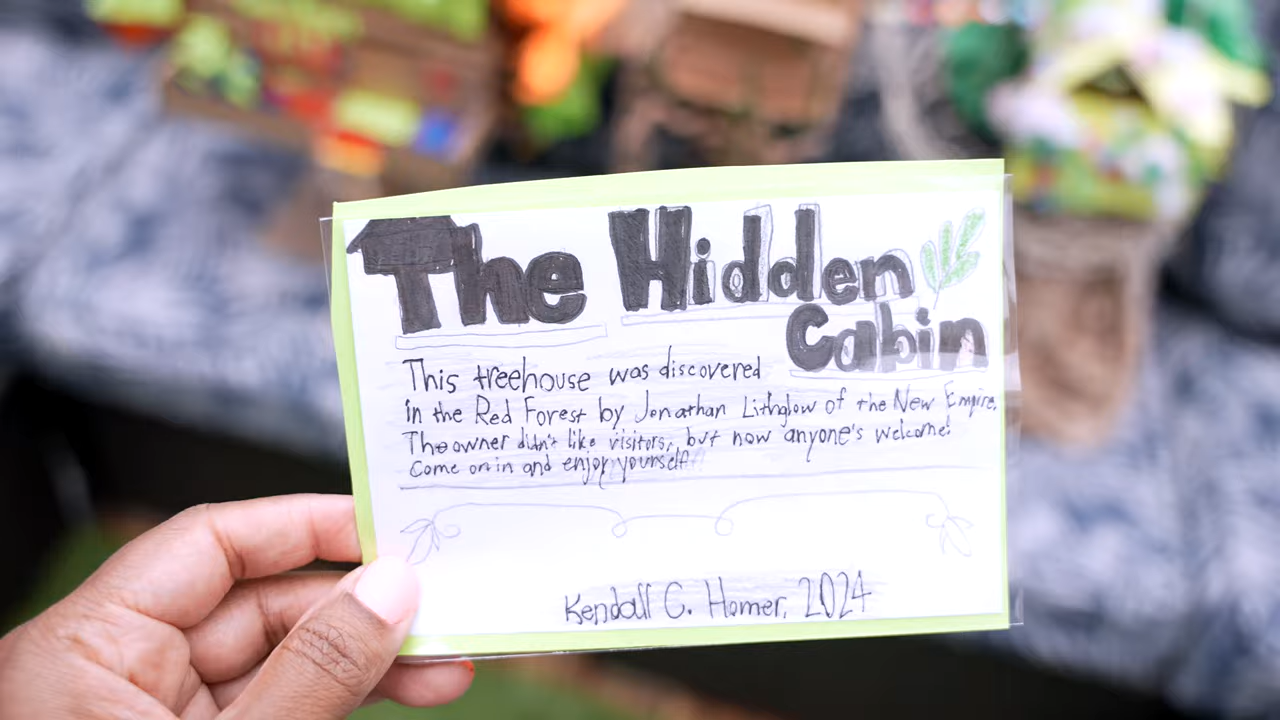 The Hidden
Cabin
This treehouse was discovered
in the Red Forest by Jonathan Lithglow of the New Empire.
The owner didn't like visitors, but now anyone's welcome!
Come on in and enjoy yourself!
Kendall C. Homer, 2024